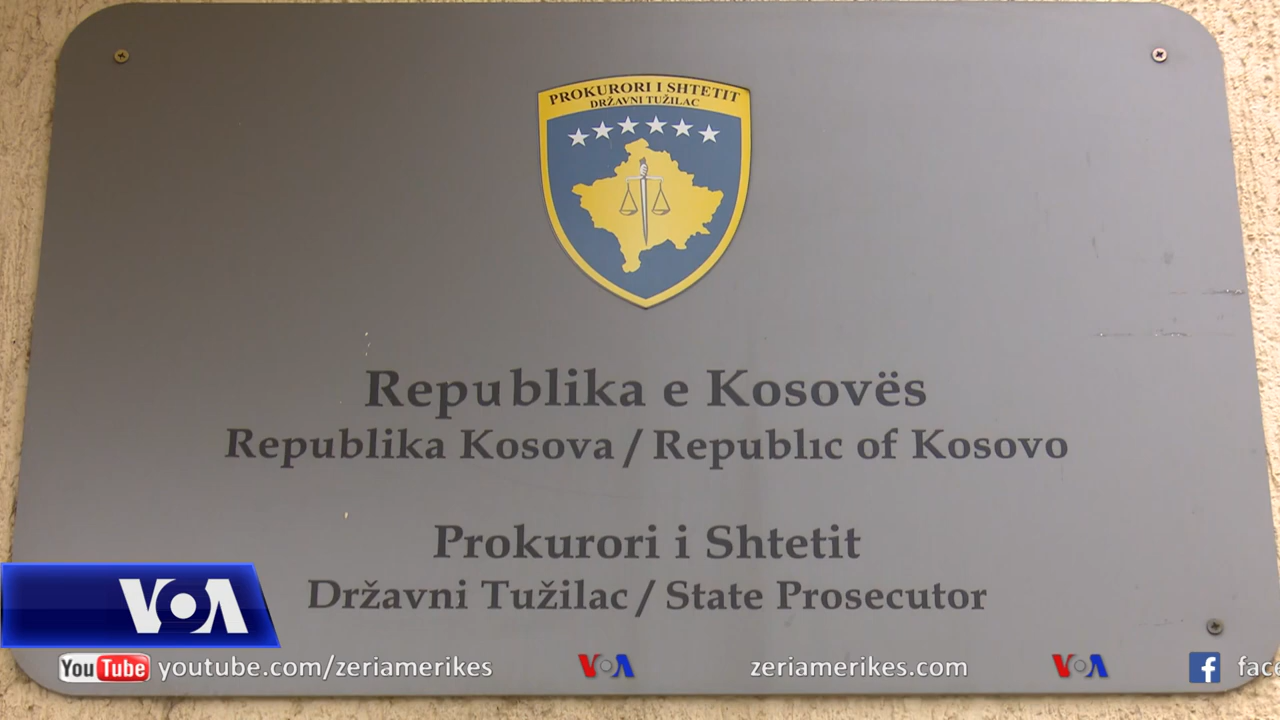 PROKURORI I SHTETIT
DRŽAVNI TUŽILAC
Republika e Kosovës
Republika Kosova / Republic of Kosovo
Prokurori i Shtetit
Državni Tužilac / State Prosecutor
VOA
YouTube youtube.com/zeriamerikes VOA zeriamerikes.com VOA f face